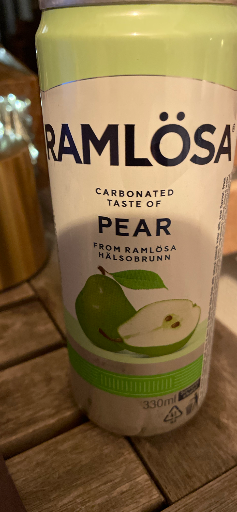 RAMLÖSA
CARBONATED
TASTE OF
PEAR
FROM RAMLÖSA
HÄLSOBRUNN
330ml